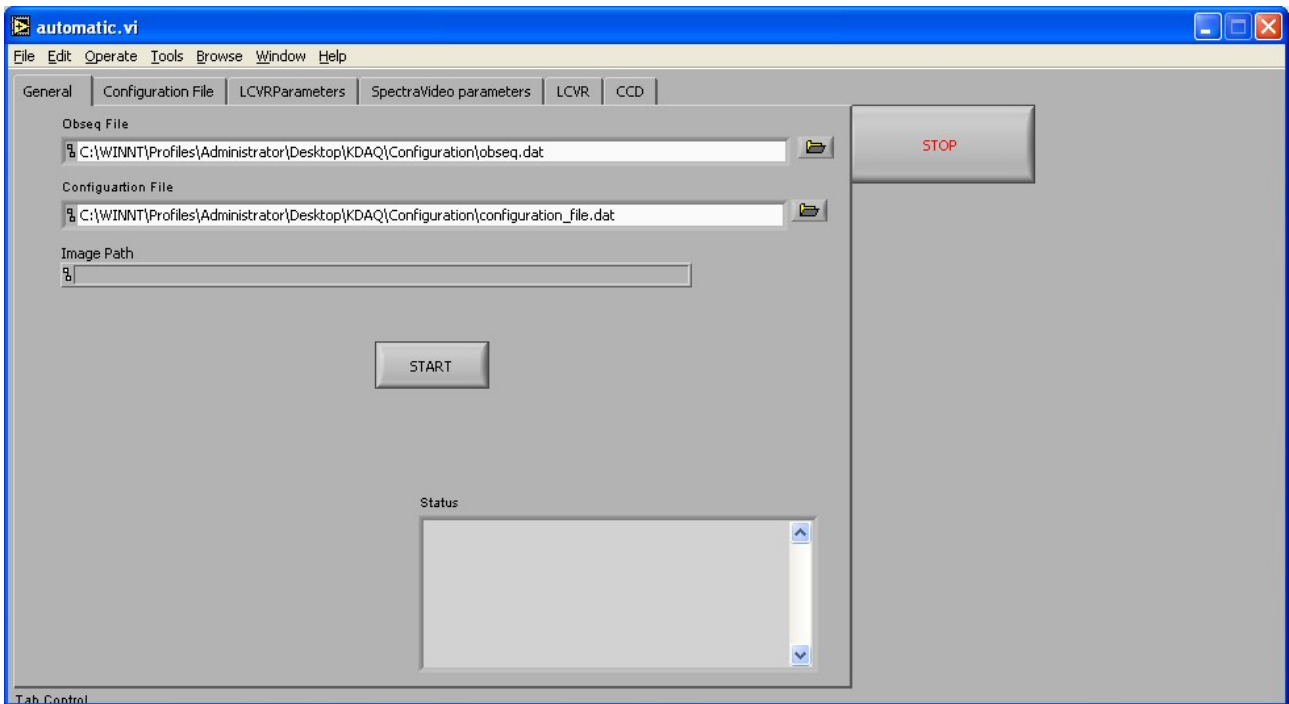 automatic.vi
File Edit Operate Tools Browse Window Help
General Configuration File LCVRParameters SpectraVideo parameters LCVR CCD
Obseq File
C:\WINNT\Profiles\Administrator\Desktop\KDAQ\Configuration\obseq.dat
STOP
Configuartion File
C:\WINNT\Profiles\Administrator\Desktop\KDAQ\Configuration\configuration_file.dat
Image Path
START
Status
Tab Control